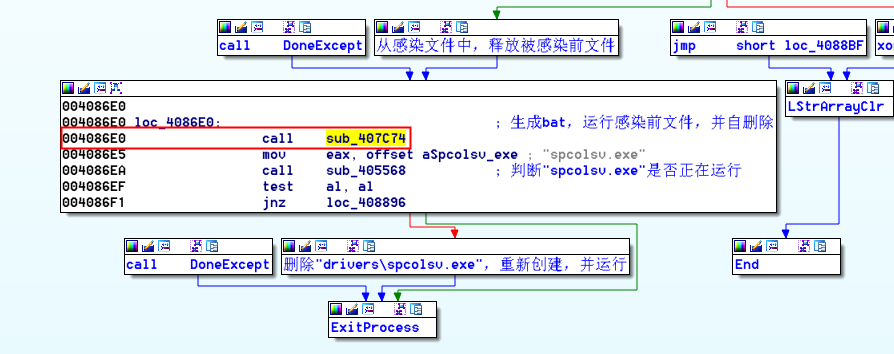 call    DoneExcept
从感染文件中，释放被感染前文件
jmp     short loc_4088BF
xo
004086E0
004086E0 loc_4086E0:                ; 生成bat，运行感染前文件，并自删除
004086E0         call    sub_407C74
004086E5         mov     eax, offset aSpcolsv_exe ; "spcolsv.exe"
004086EA         call    sub_405568       ; 判断"spcolsv.exe"是否正在运行
004086EF         test    al, al
004086F1         jnz     loc_408896
LStrArrayClr
call    DoneExcept
删除"drivers\spcolsv.exe"，重新创建，并运行
End
ExitProcess